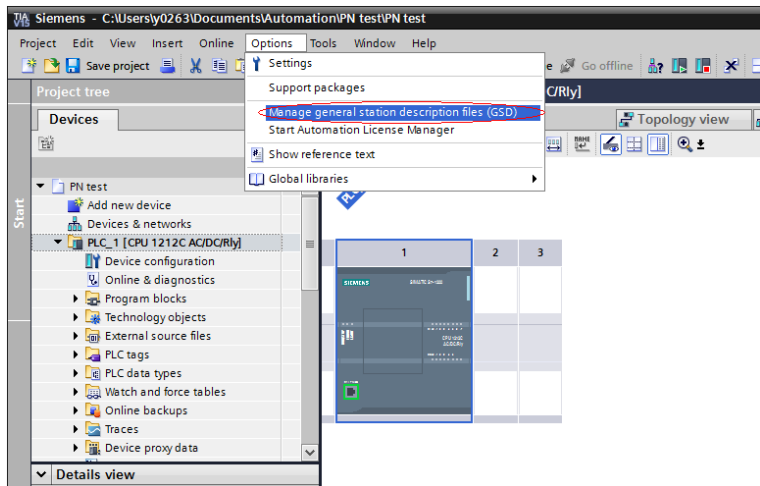 Siemens - C:\Users\y0263\Documents\Automation\PN test\PN test
Project Edit View Insert Online Options Tools Window Help
Save project
Go offline
Settings
Support packages
Manage general station description files (GSD)
Start Automation License Manager
Show reference text
Global libraries
Project tree
C/Rly]
Devices
Topology view
Start
PN test
Add new device
Devices & networks
PLC_1 [CPU 1212C AC/DC/Rly]
Device configuration
Online & diagnostics
Program blocks
Technology objects
External source files
PLC tags
PLC data types
Watch and force tables
Online backups
Traces
Device proxy data
Details view
1 2 3
SIEMENS